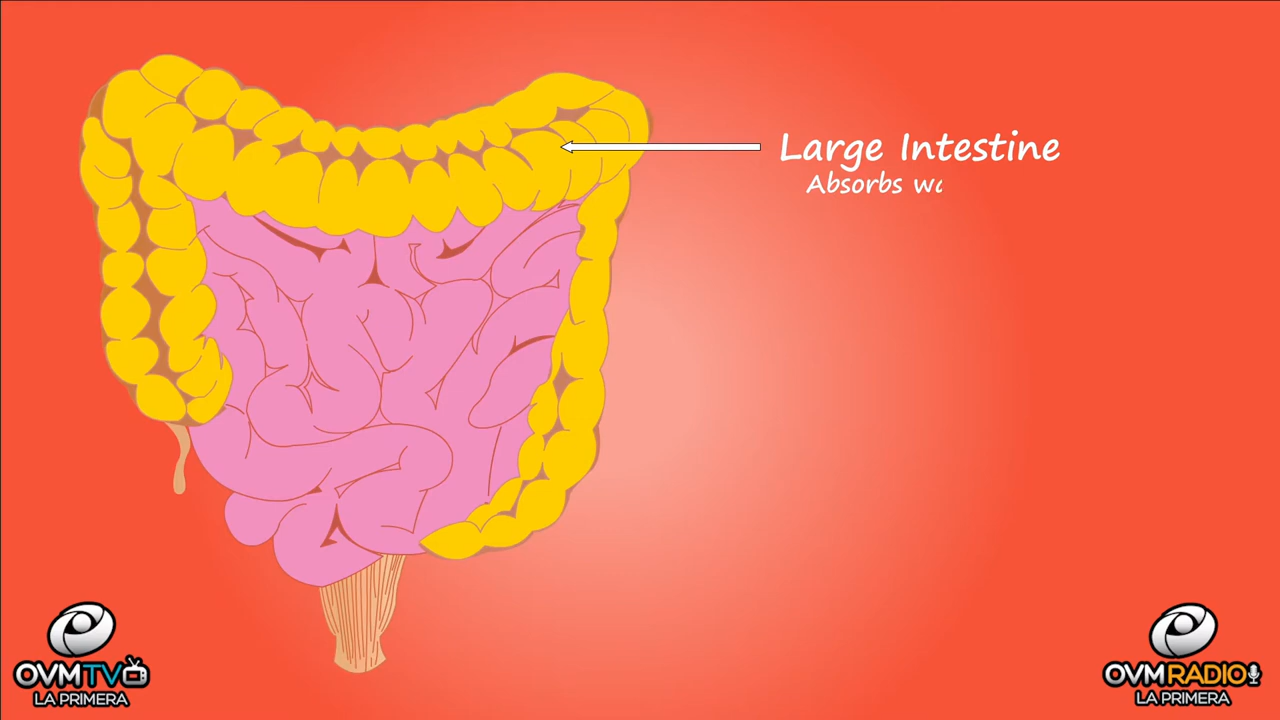 Large Intestine
Absorbs
OVMTV
LA PRIMERA
OVMRADIO
LA PRIMERA